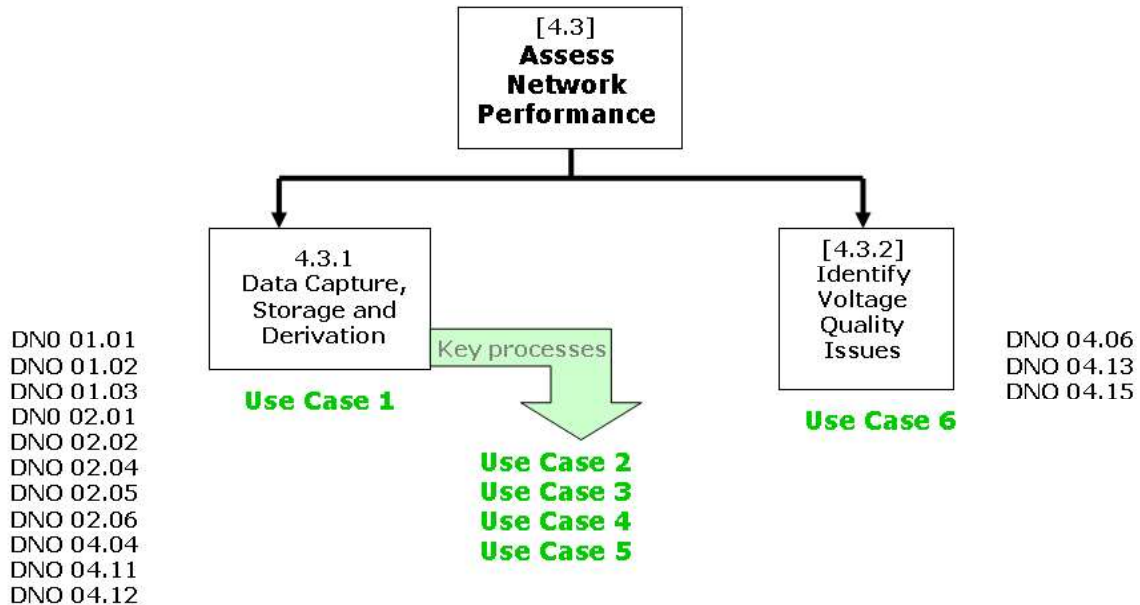 [4.3]
Assess
Network
Performance
4.3.1
Data Capture,
Storage and
Derivation
[4.3.2]
Identify
Voltage
Quality
Issues
Key processes
Use Case 1
Use Case 6
Use Case 2
Use Case 3
Use Case 4
Use Case 5
DN0 01.01
DNO 01.02
DNO 01.03
DN0 02.01
DNO 02.02
DNO 02.04
DNO 02.05
DNO 02.06
DNO 04.04
DNO 04.11
DNO 04.12
DNO 04.06
DNO 04.13
DNO 04.15